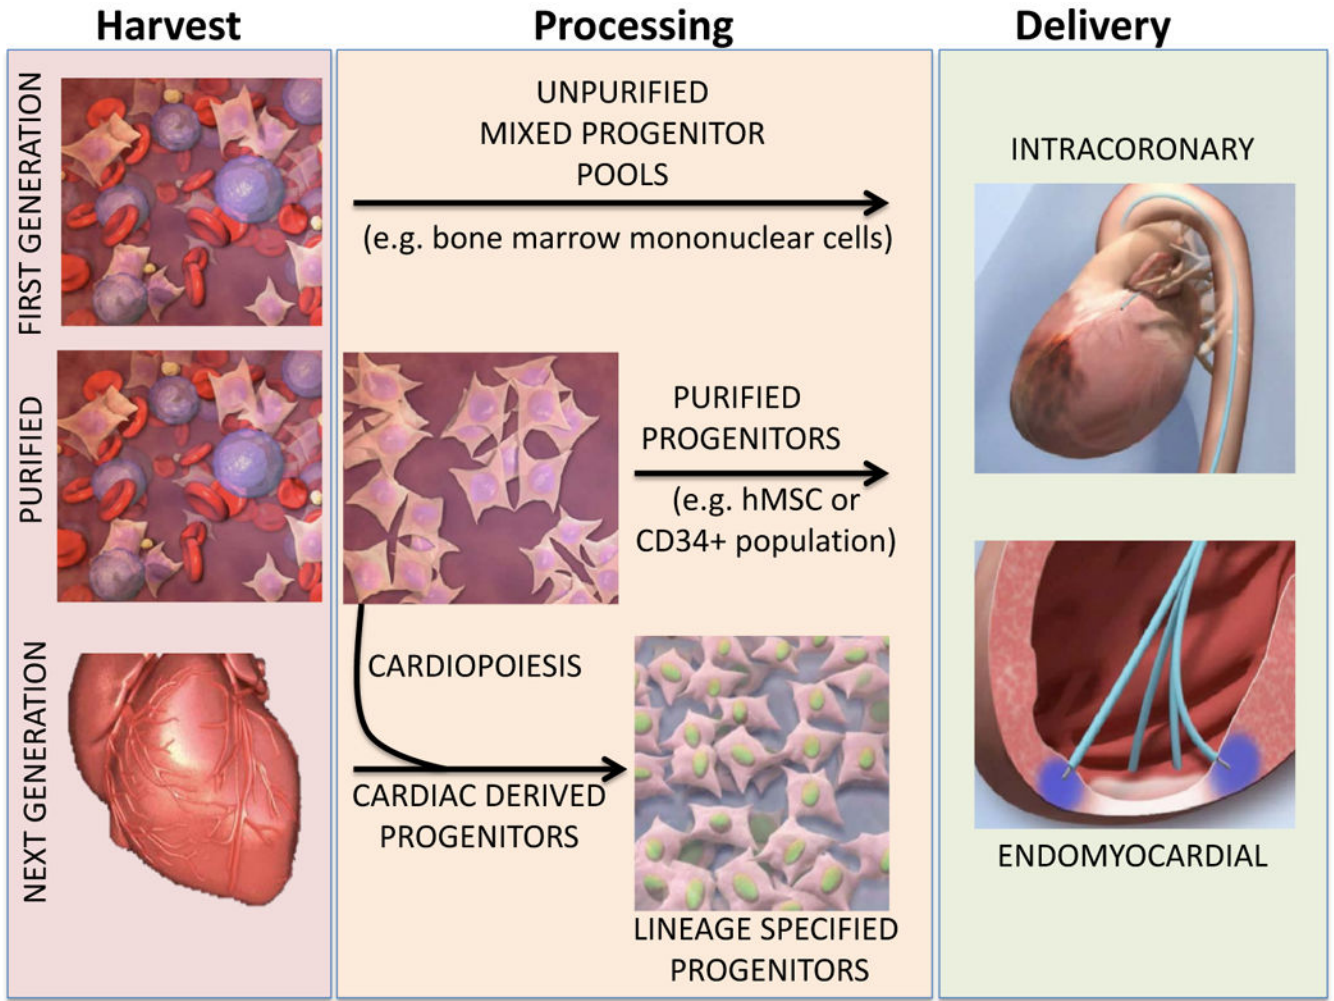 Harvest
Processing
Delivery
FIRST GENERATION
PURIFIED
NEXT GENERATION
UNPURIFIED
MIXED PROGENITOR
POOLS
(e.g. bone marrow mononuclear cells)
PURIFIED
PROGENITORS
(e.g. hMSC or
CD34+ population)
CARDIOPOIESIS
CARDIAC DERIVED
PROGENITORS
LINEAGE SPECIFIED
PROGENITORS
INTRACORONARY
ENDOMYOCARDIAL